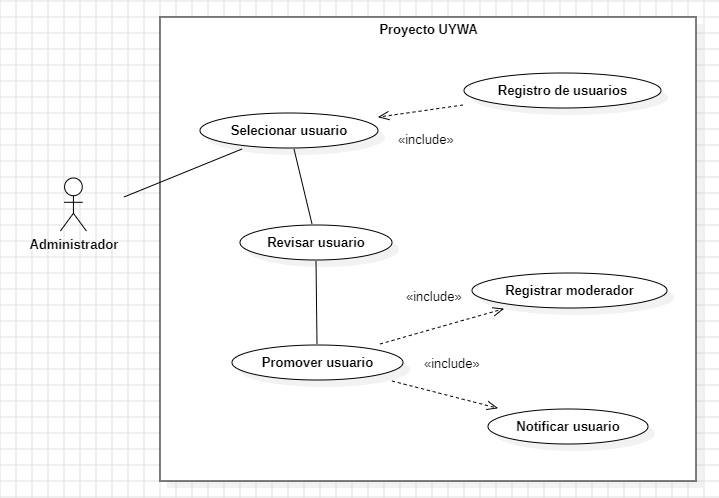 Proyecto UYWA
Registro de usuarios
Selecionar usuario
«include»
Administrador
Revisar usuario
Registrar moderador
«include»
Promover usuario
«include»
Notificar usuario